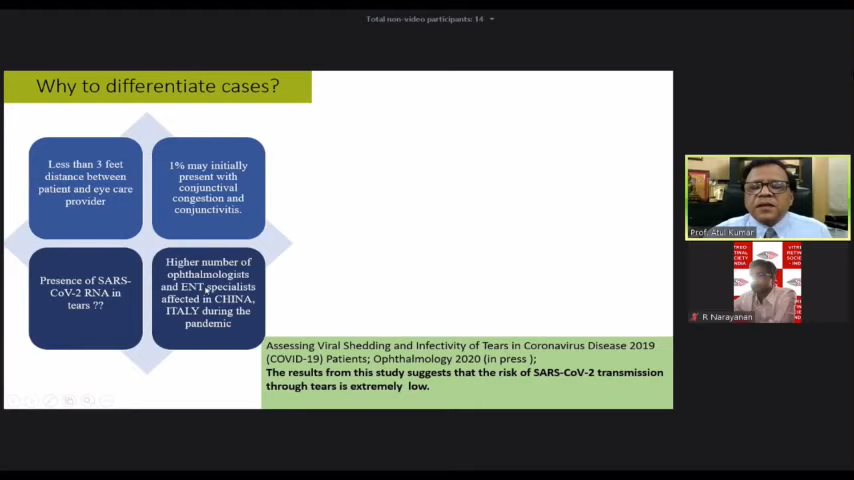 Total non-video participants: 14
Why to differentiate cases?
Less than 3 feet
distance between
patient and eye care
provider
1% may initially
present with
conjunctival
congestion and
conjunctivitis.
Presence of SARS-
CoV-2 RNA in
tears ??
Higher number of
ophthalmologists
and ENT specialists
affected in CHINA,
ITALY during the
pandemic
Assessing Viral Shedding and Infectivity of Tears in Coronavirus Disease 2019
(COVID-19) Patients; Ophthalmology 2020 (in press );
The results from this study suggests that the risk of SARS-CoV-2 transmission
through tears is extremely low.
Prof. Atul Kumar
R Narayanan